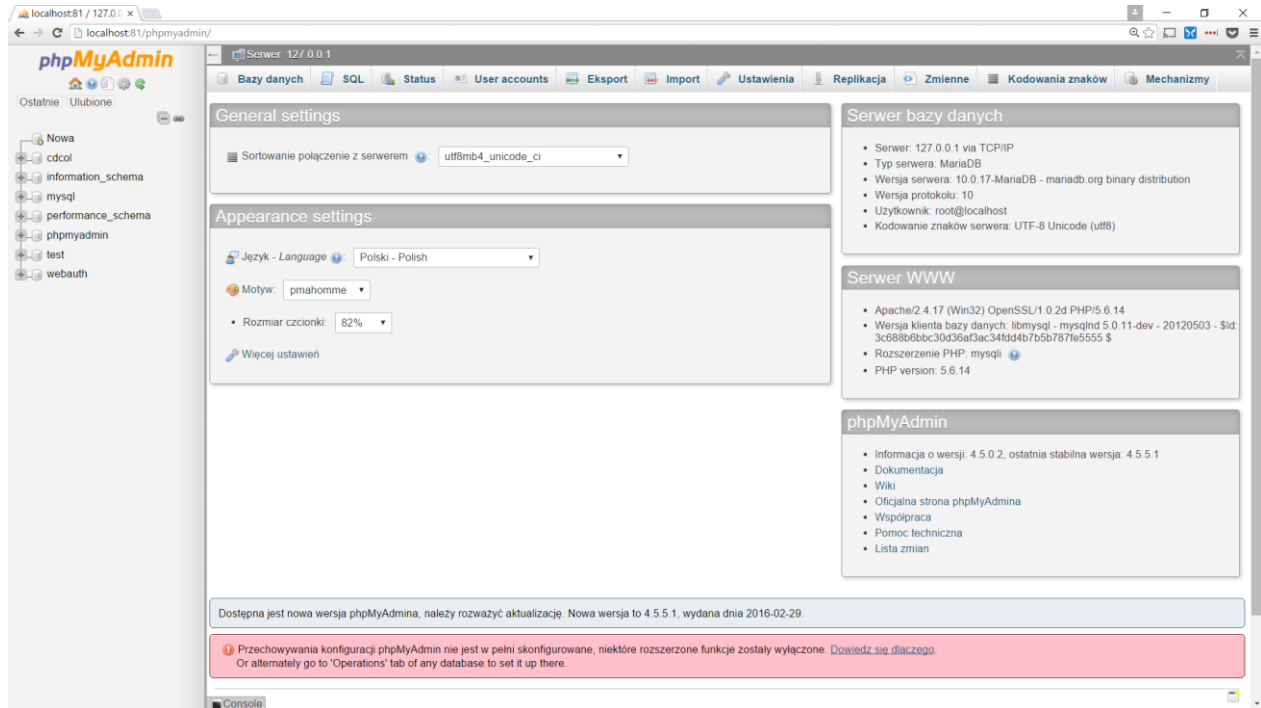 localhost:81 / 127.0.0
localhost:81/phpmyadmin/
phpMyAdmin
Ostatnie Ulubione
Nowa
cdcol
information_schema
mysql
performance_schema
phpmyadmin
test
webauth
Serwer: 127.0.0.1
Bazy danych SQL Status User accounts Eksport Import Ustawienia Replikacja Zmienne Kodowania znaków Mechanizmy
General settings
Sortowanie połączenie z serwerem : utf8mb4_unicode_ci
Appearance settings
Język - Language : Polski - Polish
Motyw: pmahomme
• Rozmiar czcionki: 82%
Więcej ustawień
Serwer bazy danych
• Serwer: 127.0.0.1 via TCP/IP
• Typ serwera: MariaDB
• Wersja serwera: 10.0.17-MariaDB - mariadb.org binary distribution
• Wersja protokołu: 10
• Użytkownik: root@localhost
• Kodowanie znaków serwera: UTF-8 Unicode (utf8)
Serwer WWW
• Apache/2.4.17 (Win32) OpenSSL/1.0.2d PHP/5.6.14
• Wersja klienta bazy danych: libmysql - mysqlnd 5.0.11-dev - 20120503 - $Id:
3c688b6bbc30d36af3ac34fdd4b7b5b787fe5555 $
• Rozszerzenie PHP: mysqli
• PHP version: 5.6.14
phpMyAdmin
• Informacja o wersji: 4.5.0.2, ostatnia stabilna wersja: 4.5.5.1
• Dokumentacja
• Wiki
• Oficjalna strona phpMyAdmina
• Współpraca
• Pomoc techniczna
• Lista zmian
Dostępna jest nowa wersja phpMyAdmina, należy rozważyć aktualizację. Nowa wersja to 4.5.5.1, wydana dnia 2016-02-29.
Przechowywania konfiguracji phpMyAdmin nie jest w pełni skonfigurowane, niektóre rozszerzone funkcje zostały wyłączone. Dowiedz się dlaczego.
Or alternately go to 'Operations' tab of any database to set it up there.
Console